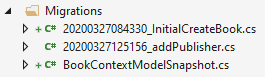 Migrations
C# 20200327084330_InitialCreateBook.cs
C# 20200327125156_addPublisher.cs
C# BookContextModelSnapshot.cs